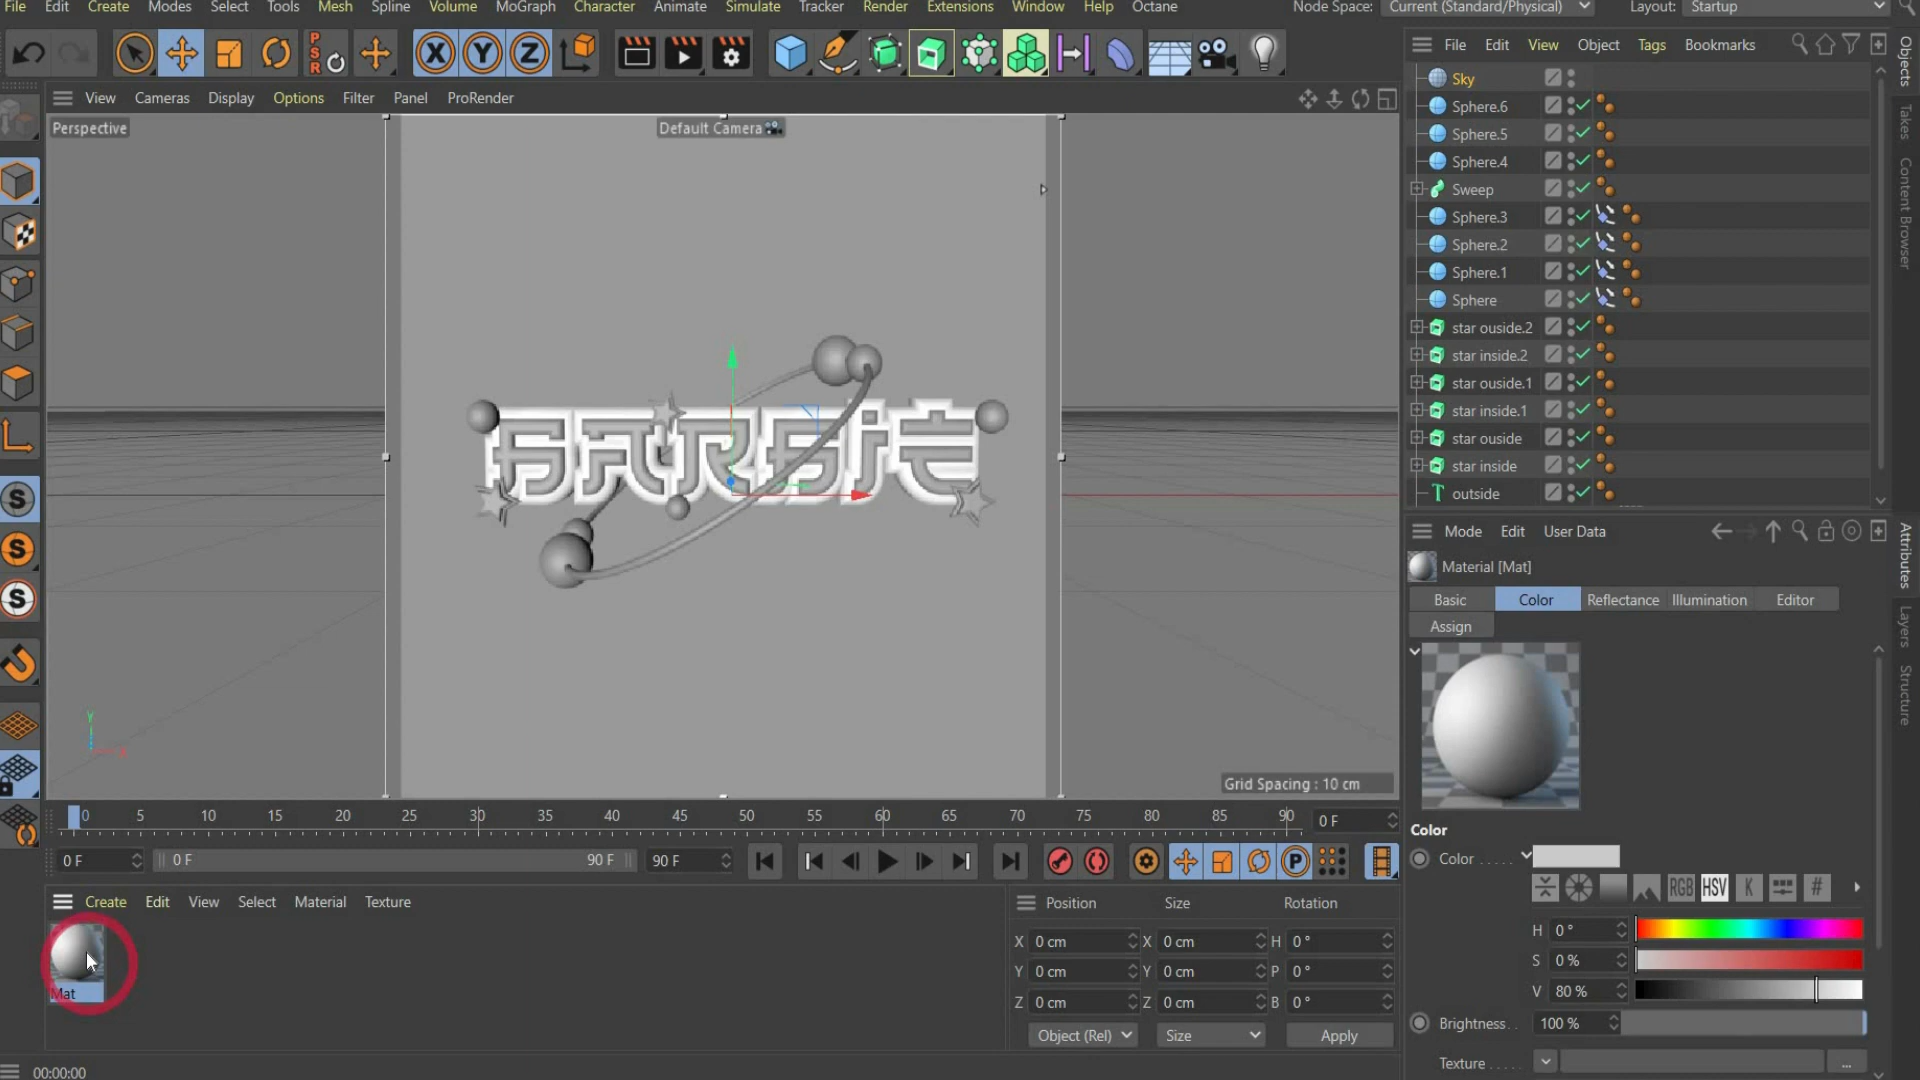 File Edit Create Modes Select Tools Mesh Spline Volume MoGraph Character Animate Simulate Tracker Render Extensions Window Help Octane Node Space: Current (Standard/Physical) Layout: Startup
X Y Z
PSR
File Edit View Object Tags Bookmarks
View Cameras Display Options Filter Panel ProRender
Perspective
Default Camera
Sky
Sphere.6
Sphere.5
Sphere.4
Sweep
Sphere.3
Sphere.2
Sphere.1
Sphere
star ouside.2
star inside.2
star ouside.1
star inside.1
star ouside
star inside
outside
Objects
Takes
Content Browser
Grid Spacing : 10 cm
Mode Edit User Data
Material [Mat]
Basic Color Reflectance Illumination Editor
Assign
Color
Color
RGB HSV K #
H 0 °
S 0 %
V 80 %
Brightness 100 %
Texture
Attributes
Layers
Structure
0 5 10 15 20 25 30 35 40 45 50 55 60 65 70 75 80 85 90 0 F
0 F 0 F 90 F 90 F
Create Edit View Select Material Texture
Mat
Position Size Rotation
X 0 cm X 0 cm H 0 °
Y 0 cm Y 0 cm P 0 °
Z 0 cm Z 0 cm B 0 °
Object (Rel) Size Apply
00:00:00